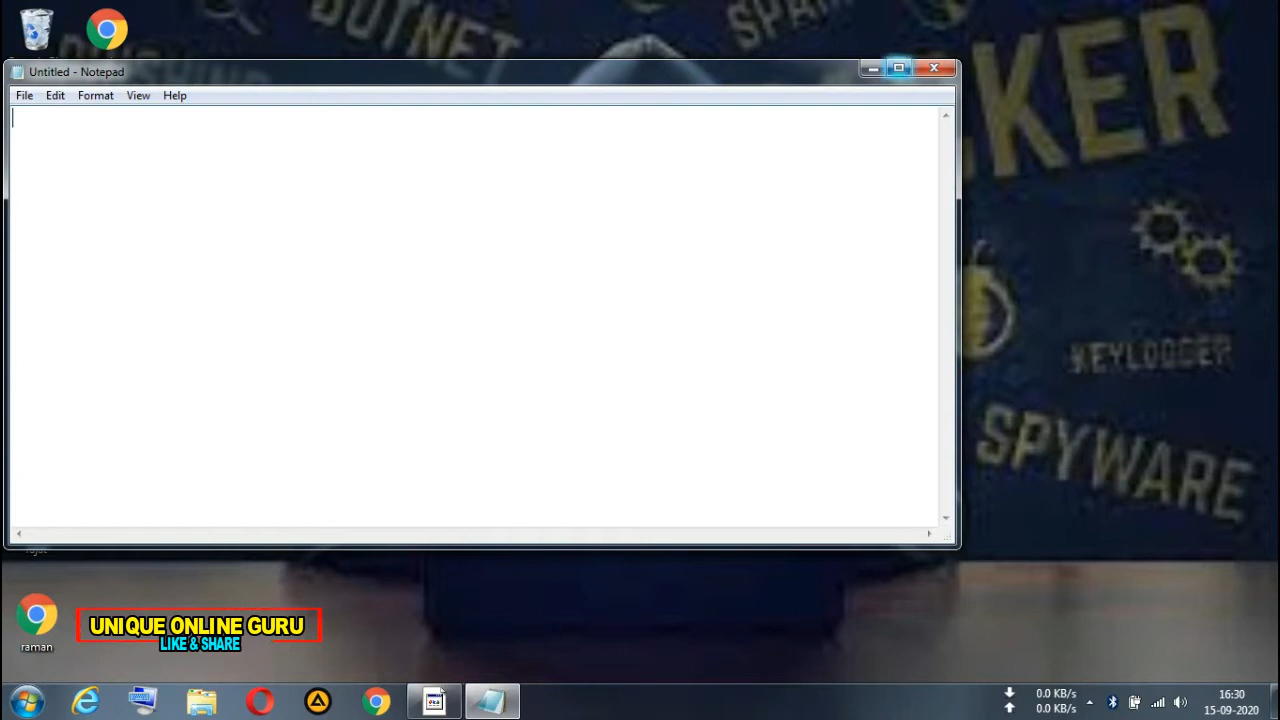 BOTNET
SPAM
Untitled - Notepad
File Edit Format View Help
KER
KEYLOGGER
SPYWARE
raman
UNIQUE ONLINE GURU
LIKE & SHARE
0.0 KB/s
0.0 KB/s
16:30
15-09-2020